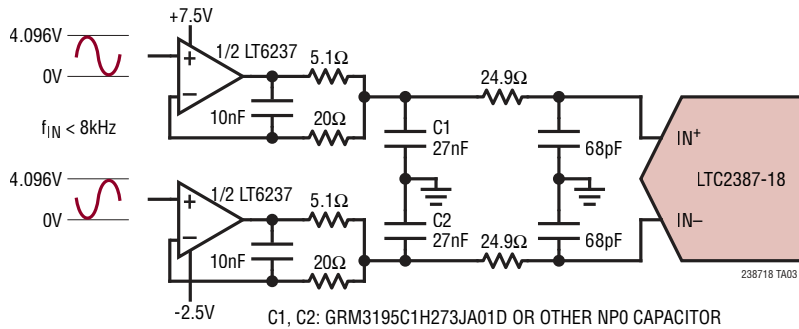 +7.5V
4.096V
0V
fIN < 8kHz
1/2 LT6237
+
–
5.1Ω
10nF
20Ω
C1
27nF
24.9Ω
68pF
IN+
LTC2387-18
IN–
4.096V
0V
1/2 LT6237
+
–
5.1Ω
10nF
20Ω
C2
27nF
24.9Ω
68pF
-2.5V
238718 TA03
C1, C2: GRM3195C1H273JA01D OR OTHER NP0 CAPACITOR